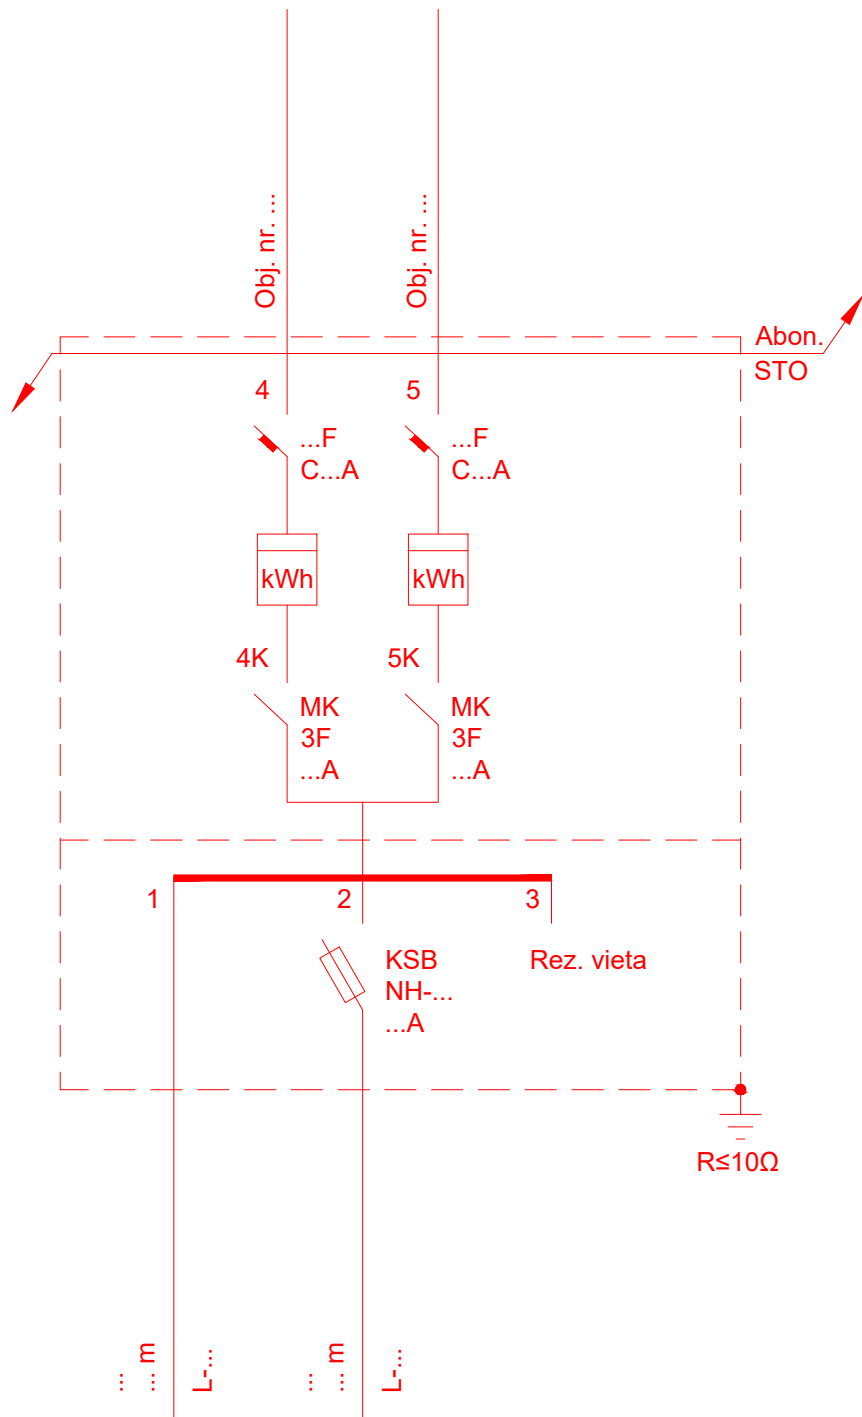 Obj. nr. ...
Obj. nr. ...
Abon.
STO
4
5
...F
C...A
...F
C...A
kWh
kWh
4K
5K
MK
3F
...A
MK
3F
...A
1
2
3
KSB
NH-...
...A
Rez. vieta
R≤10Ω
...
... m
L-...
...
... m
L-...